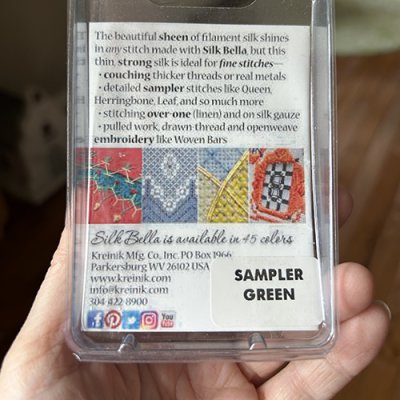 The beautiful sheen of filament silk shines
in any stitch made with Silk Bella, but this
thin, strong silk is ideal for fine stitches—
• couching thicker threads or real metals
• detailed sampler stitches like Queen,
Herringbone, Leaf, and so much more
• stitching over-one (linen) and on silk gauze
• pulled work, drawn-thread and openweave
embroidery like Woven Bars
Silk Bella is available in 45 colors
Kreinik Mfg. Co., Inc. PO Box 1966
Parkersburg WV 26102 USA
www.kreinik.com
info@kreinik.com
304 422 8900
SAMPLER
GREEN
You
Tube